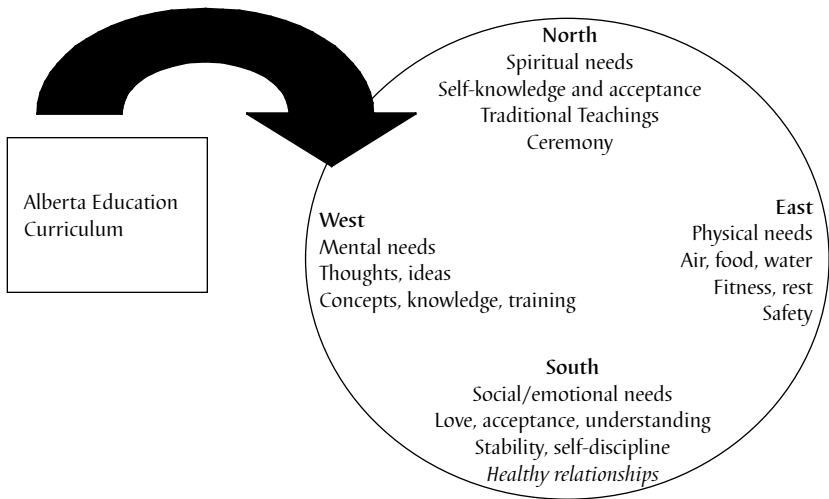 North
Spiritual needs
Self-knowledge and acceptance
Traditional Teachings
Ceremony
Alberta Education
Curriculum
West
Mental needs
Thoughts, ideas
Concepts, knowledge, training
East
Physical needs
Air, food, water
Fitness, rest
Safety
South
Social/emotional needs
Love, acceptance, understanding
Stability, self-discipline
Healthy relationships